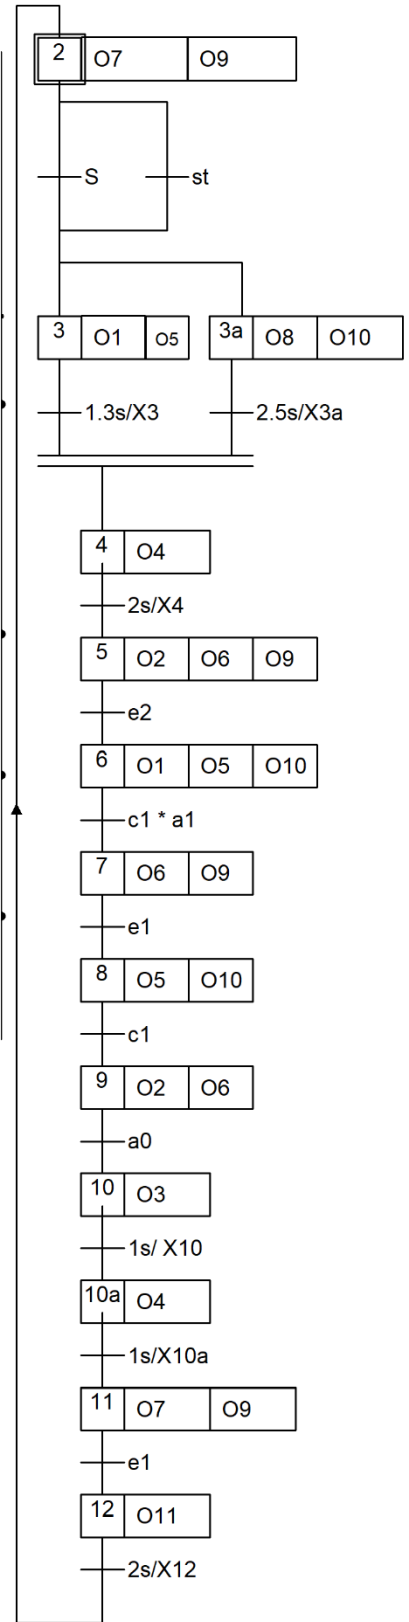 2 O7 O9
S st
3 O1 O5 3a O8 O10
1.3s/X3 2.5s/X3a
4 O4
2s/X4
5 O2 O6 O9
e2
6 O1 O5 O10
c1 * a1
7 O6 O9
e1
8 O5 O10
c1
9 O2 O6
a0
10 O3
1s/ X10
10a O4
1s/X10a
11 O7 O9
e1
12 O11
2s/X12